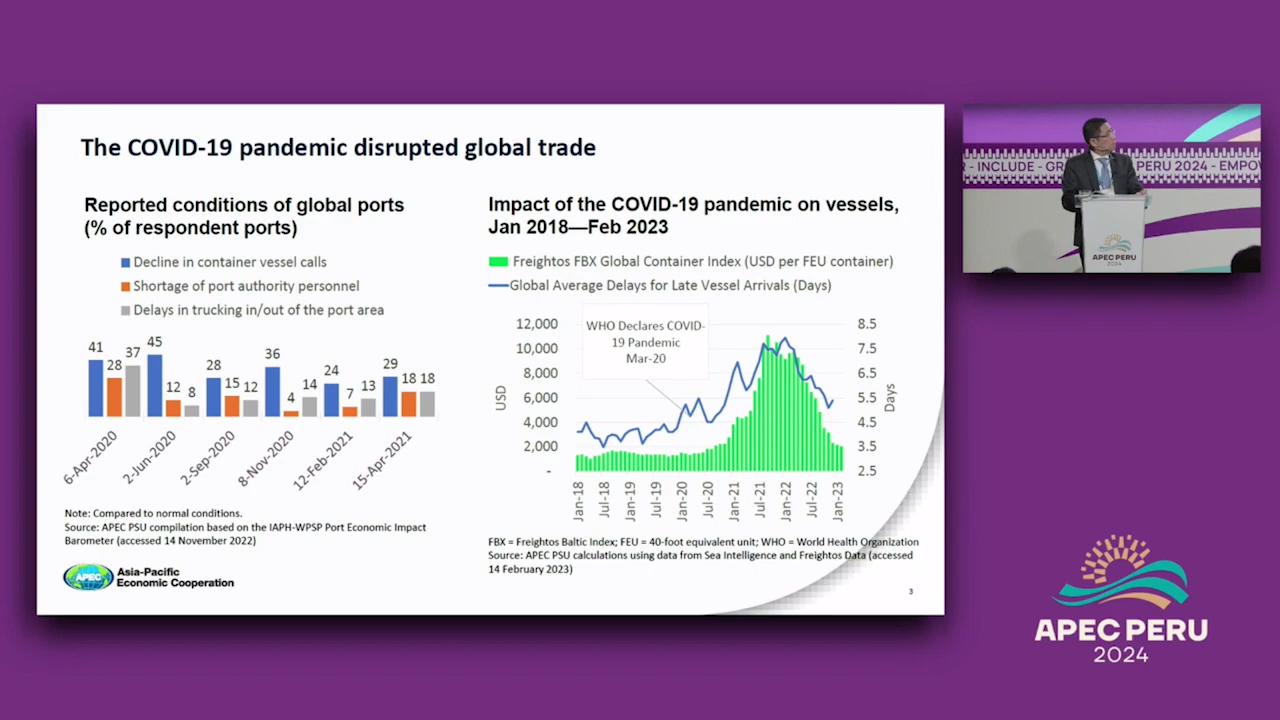 The COVID-19 pandemic disrupted global trade
Reported conditions of global ports
(% of respondent ports)
Decline in container vessel calls
Shortage of port authority personnel
Delays in trucking in/out of the port area
41 28 37 45 12 8 28 15 12 36 4 14 24 7 13 29 18 18
6-Apr-2020 2-Jun-2020 2-Sep-2020 8-Nov-2020 12-Feb-2021 15-Apr-2021
Note: Compared to normal conditions.
Source: APEC PSU compilation based on the IAPH-WPSP Port Economic Impact
Barometer (accessed 14 November 2022)
APEC
Asia-Pacific
Economic Cooperation
Impact of the COVID-19 pandemic on vessels,
Jan 2018—Feb 2023
Freightos FBX Global Container Index (USD per FEU container)
Global Average Delays for Late Vessel Arrivals (Days)
WHO Declares COVID-
19 Pandemic
Mar-20
USD
12,000
10,000
8,000
6,000
4,000
2,000
-
8.5
7.5
6.5
5.5
4.5
3.5
2.5
Days
Jan-18 Jul-18 Jan-19 Jul-19 Jan-20 Jul-20 Jan-21 Jul-21 Jan-22 Jul-22 Jan-23
FBX = Freightos Baltic Index; FEU = 40-foot equivalent unit; WHO = World Health Organization
Source: APEC PSU calculations using data from Sea Intelligence and Freightos Data (accessed
14 February 2023)
3
- INCLUDE - GR PERU 2024 - EMPO
APEC PERU
2024
APEC PERU
2024